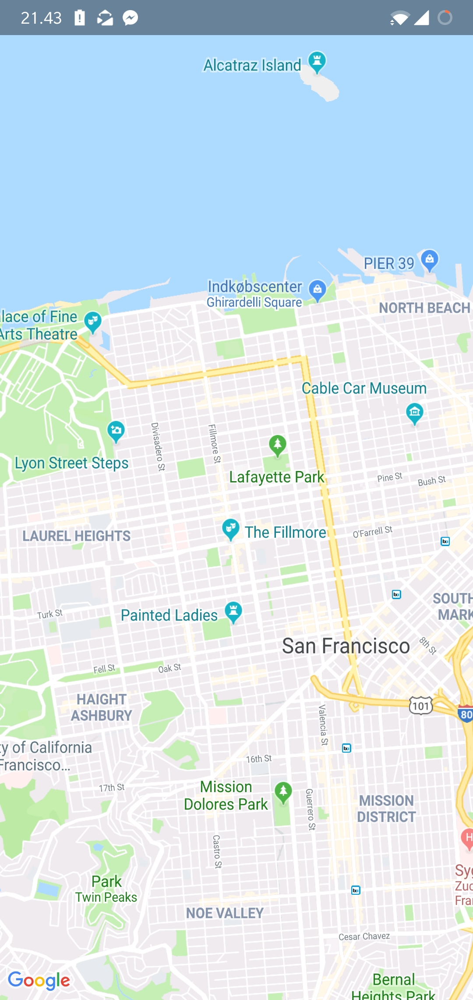 21.43
Alcatraz Island
PIER 39
Indkøbscenter
Ghirardelli Square
NORTH BEACH
lace of Fine
Arts Theatre
Cable Car Museum
Divisadero St
Fillmore St
Lyon Street Steps
Lafayette Park
Pine St
Bush St
LAUREL HEIGHTS
The Fillmore
O'Farrell St
SOUTH
MARK
Turk St
Painted Ladies
San Francisco
8th St
Fell St
Oak St
HAIGHT
ASHBURY
101
80
Valencia St
ty of California
Francisco...
16th St
17th St
Mission
Dolores Park
Guerrero St
MISSION
DISTRICT
H
Castro St
Syg
Zuc
Fran
Park
Twin Peaks
NOE VALLEY
Cesar Chavez
Google
Bernal
Heights Park